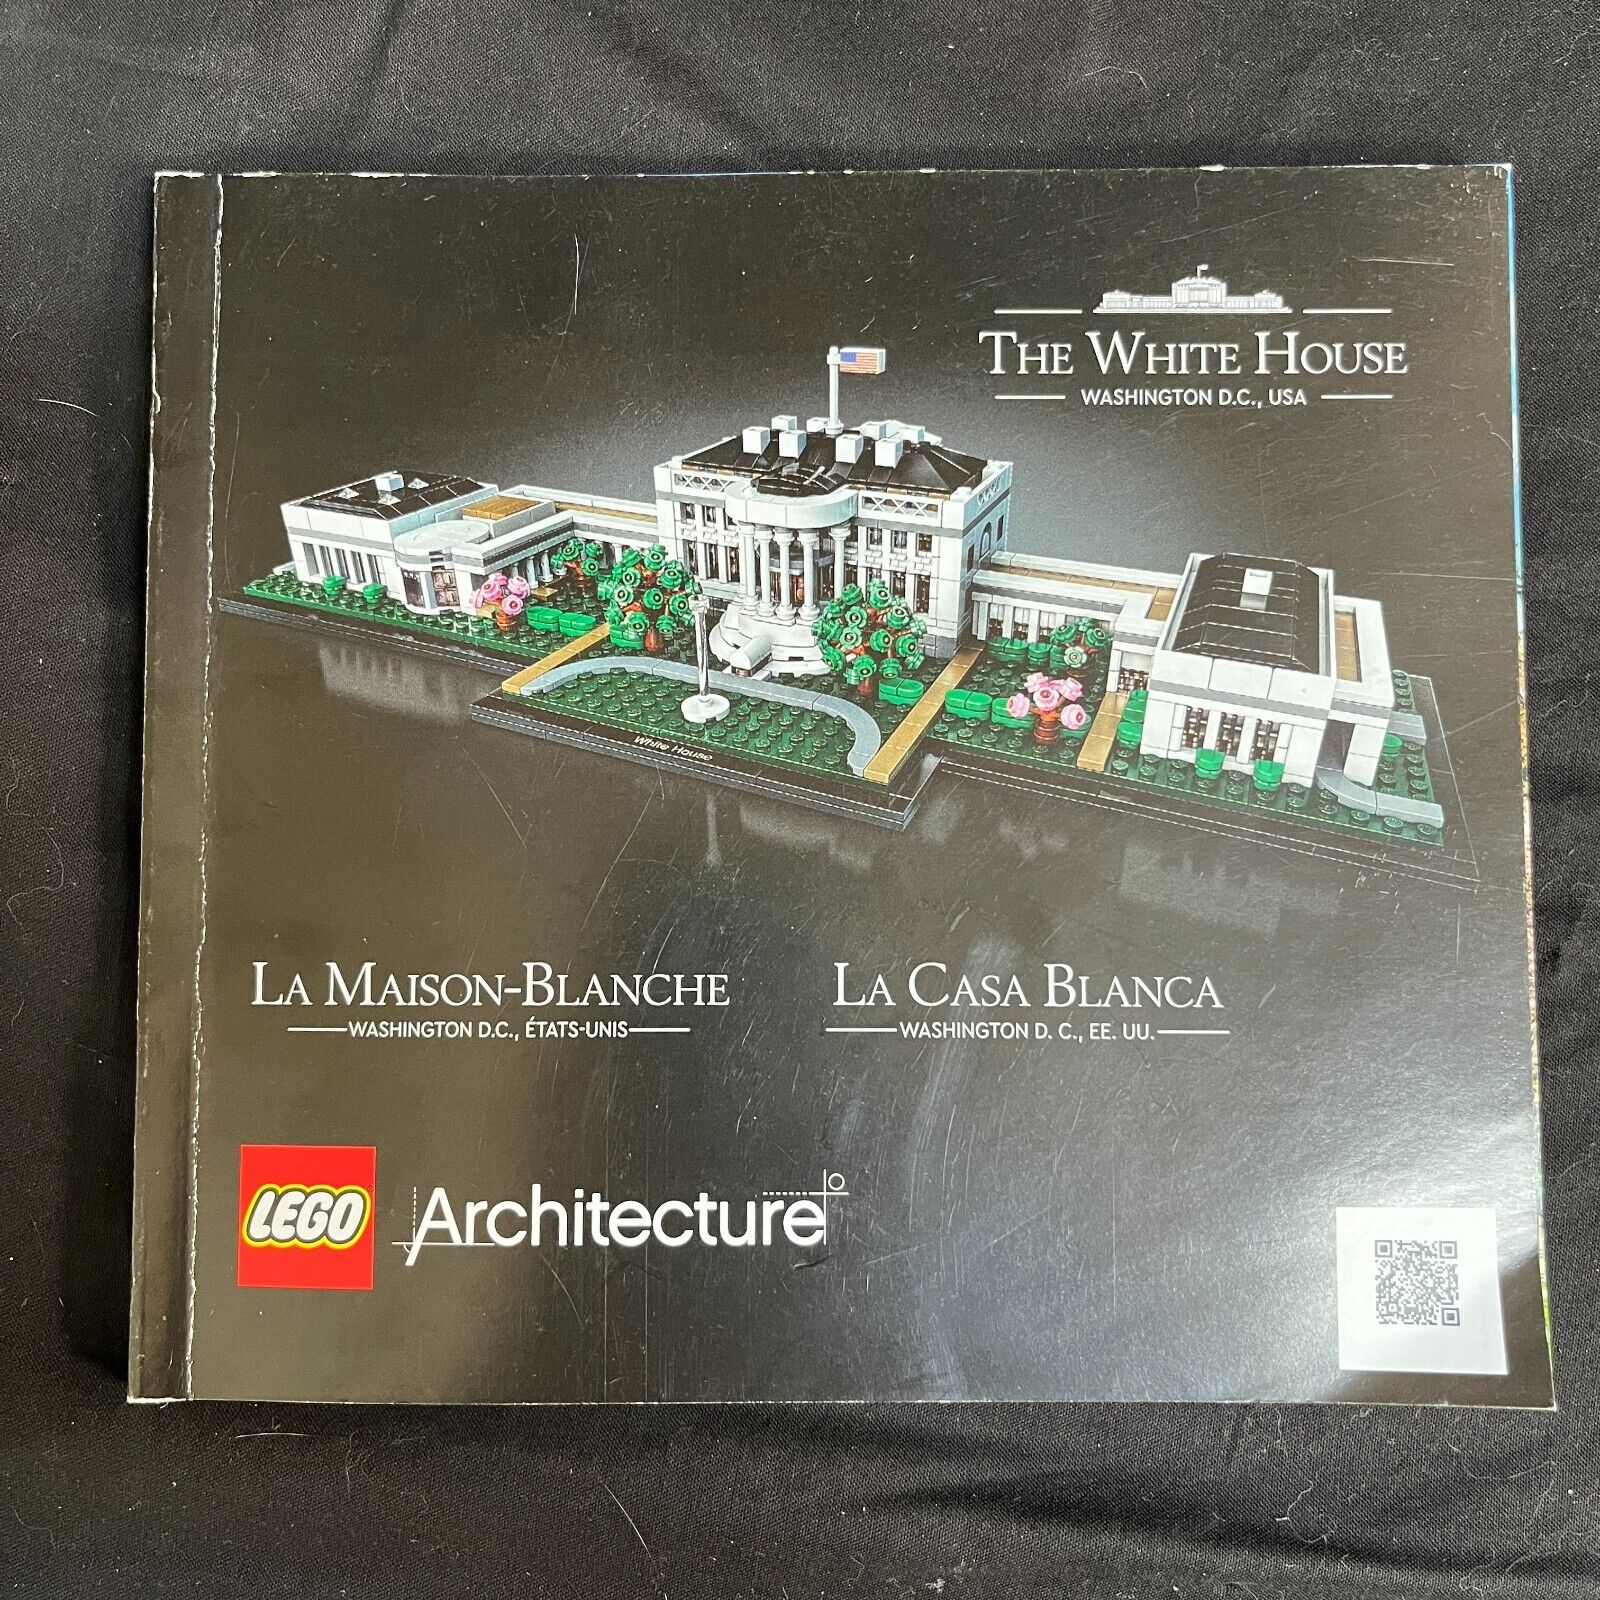 THE WHITE HOUSE
WASHINGTON D.C., USA
White House
LA MAISON-BLANCHE
WASHINGTON D.C., ÉTATS-UNIS
LA CASA BLANCA
WASHINGTON D. C., EE. UU.
LEGO®
Architecture